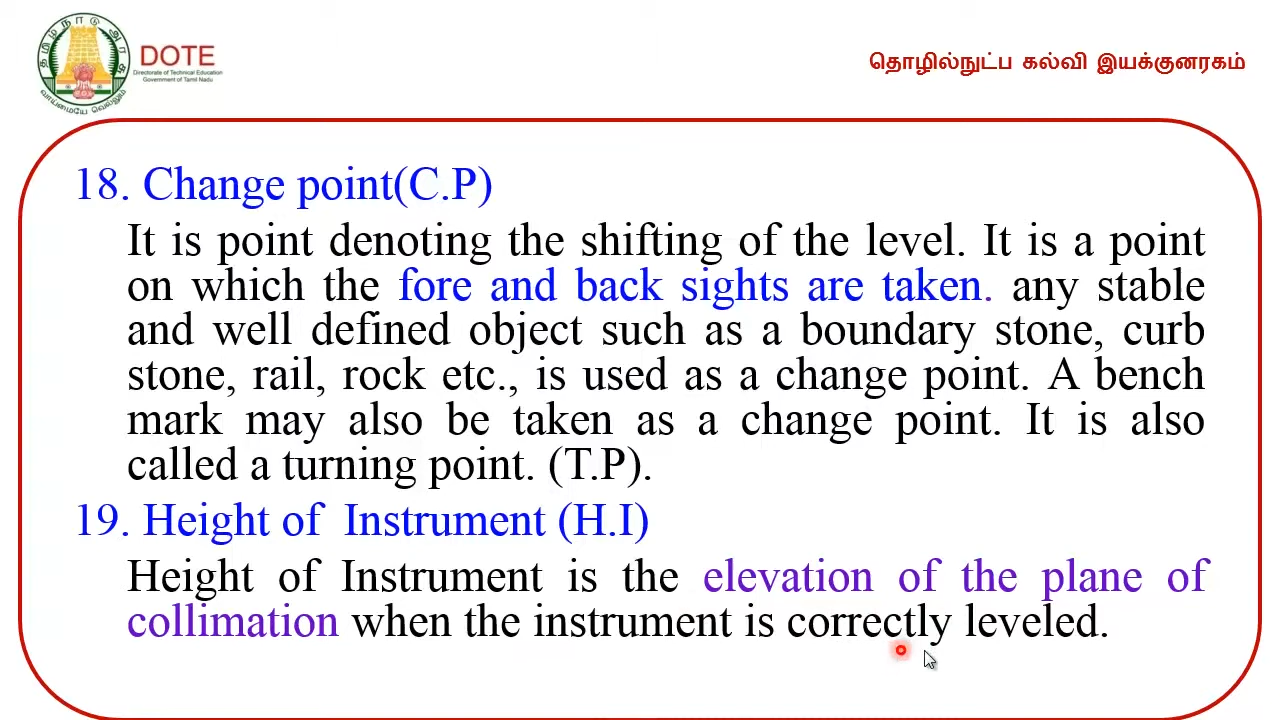 தமிழ்நாடு அரசு
வாய்மையே வெல்லும்
DOTE
Directorate of Technical Education
Government of Tamil Nadu
தொழில்நுட்ப கல்வி இயக்குனரகம்
18. Change point(C.P)
It is point denoting the shifting of the level. It is a point
on which the fore and back sights are taken. any stable
and well defined object such as a boundary stone, curb
stone, rail, rock etc., is used as a change point. A bench
mark may also be taken as a change point. It is also
called a turning point. (T.P).
19. Height of Instrument (H.I)
Height of Instrument is the elevation of the plane of
collimation when the instrument is correctly leveled.